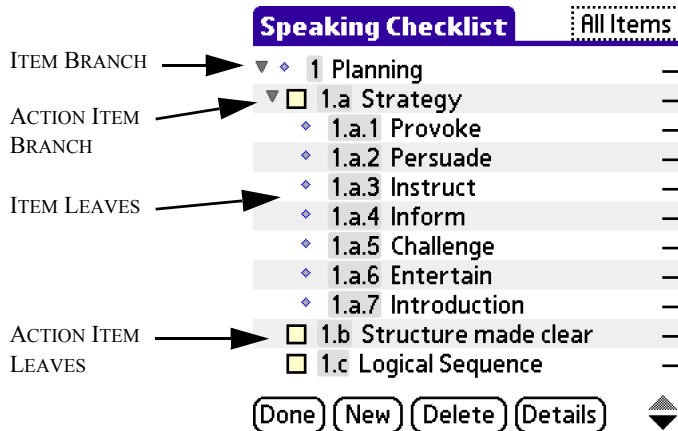 Speaking Checklist All Items
ITEM BRANCH
1 Planning
ACTION ITEM
BRANCH
1.a Strategy
1.a.1 Provoke
1.a.2 Persuade
ITEM LEAVES
1.a.3 Instruct
1.a.4 Inform
1.a.5 Challenge
1.a.6 Entertain
1.a.7 Introduction
ACTION ITEM
LEAVES
1.b Structure made clear
1.c Logical Sequence
Done New Delete Details